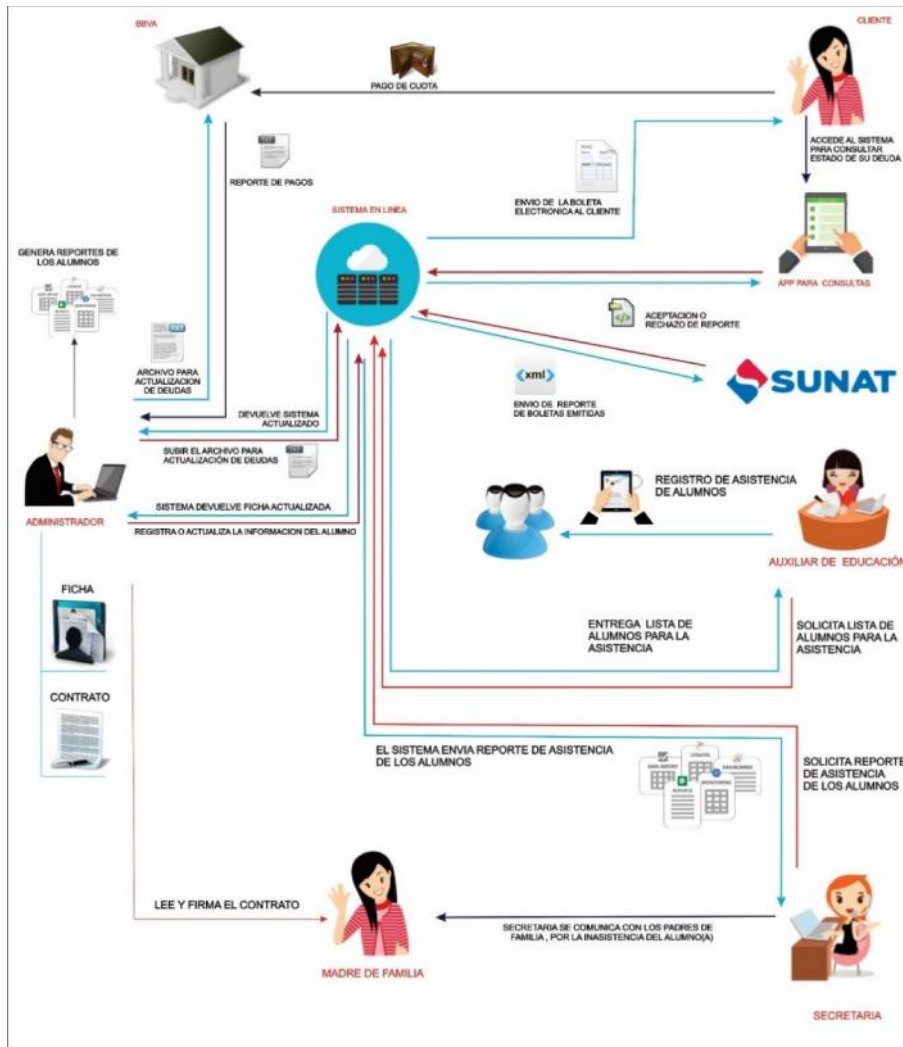 BBVA
CLIENTE
PAGO DE CUOTA
ACCEDE AL SISTEMA
PARA CONSULTAR
ESTADO DE SU DEUDA
TXT
REPORTE DE PAGOS
ENVIO DE LA BOLETA
ELECTRONICA AL CLIENTE
SISTEMA EN LINEA
GENERA REPORTES DE
LOS ALUMNOS
APP PARA CONSULTAS
ACEPTACION O
RECHAZO DE REPORTE
</>
TXT
ARCHIVO PARA
ACTUALIZACION
DE DEUDAS
<xml>
SUNAT
ENVIO DE REPORTE
DE BOLETAS EMITIDAS
DEVUELVE SISTEMA
ACTUALIZADO
SUBIR EL ARCHIVO PARA
ACTUALIZACIÓN DE DEUDAS
TXT
REGISTRO DE ASISTENCIA
DE ALUMNOS
SISTEMA DEVUELVE FICHA ACTUALIZADA
ADMINISTRADOR
REGISTRA O ACTUALIZA LA INFORMACION DEL ALUMNO
AUXILIAR DE EDUCACIÓN
FICHA
ENTREGA LISTA DE
ALUMNOS PARA LA
ASISTENCIA
SOLICITA LISTA DE
ALUMNOS PARA LA
ASISTENCIA
CONTRATO
EL SISTEMA ENVIA REPORTE DE ASISTENCIA
DE LOS ALUMNOS
SOLICITA REPORTE
DE ASISTENCIA
DE LOS ALUMNOS
LEE Y FIRMA EL CONTRATO
SECRETARIA SE COMUNICA CON LOS PADRES DE
FAMILIA , POR LA INASISTENCIA DEL ALUMNO(A)
MADRE DE FAMILIA
SECRETARIA